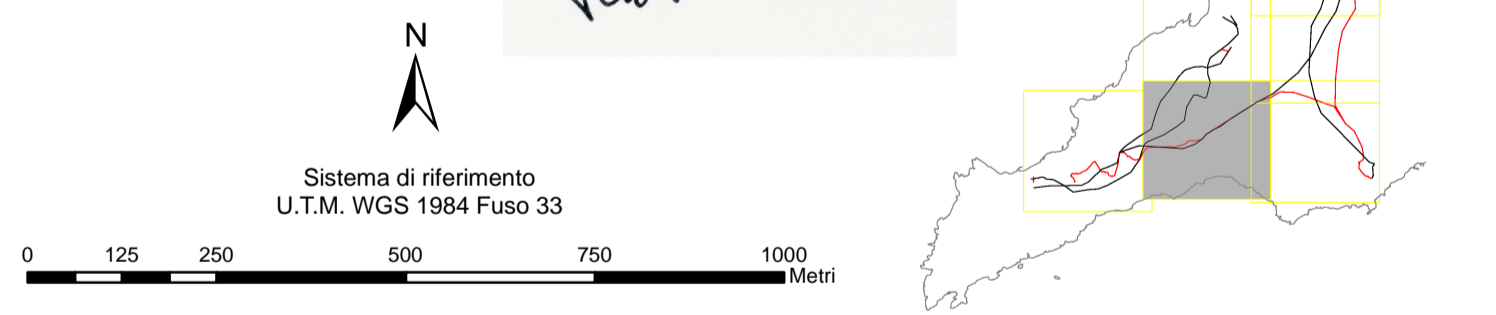 N
Sistema di riferimento
U.T.M. WGS 1984 Fuso 33
0 125 250 500 750 1000
Metri